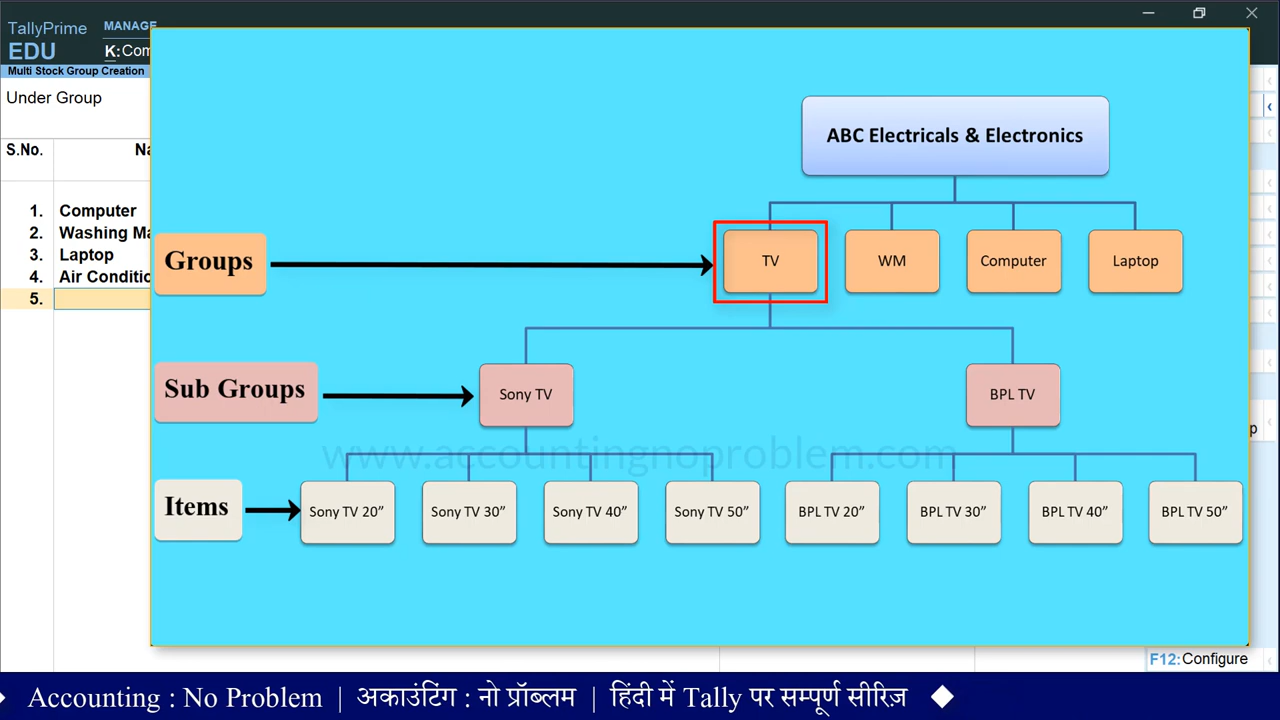 TallyPrime
MANAGE
EDU
K:Com
Multi Stock Group Creation
Under Group
S.No.
Na
1. Computer
2. Washing Ma
3. Laptop
4. Air Conditio
5.
ABC Electricals & Electronics
Groups
TV
WM
Computer
Laptop
Sub Groups
Sony TV
BPL TV
www.accountingnoproblem.com
Items
Sony TV 20”
Sony TV 30”
Sony TV 40”
Sony TV 50”
BPL TV 20”
BPL TV 30”
BPL TV 40”
BPL TV 50”
p
F12:Configure
Accounting : No Problem | अकाउंटिंग : नो प्रॉब्लम | हिंदी में Tally पर सम्पूर्ण सीरिज़